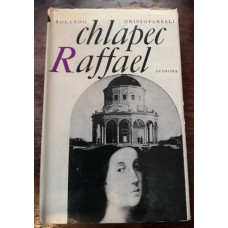 ROLANDO CRISTOFANELLI
chlapec
Raffael
SVOBODA